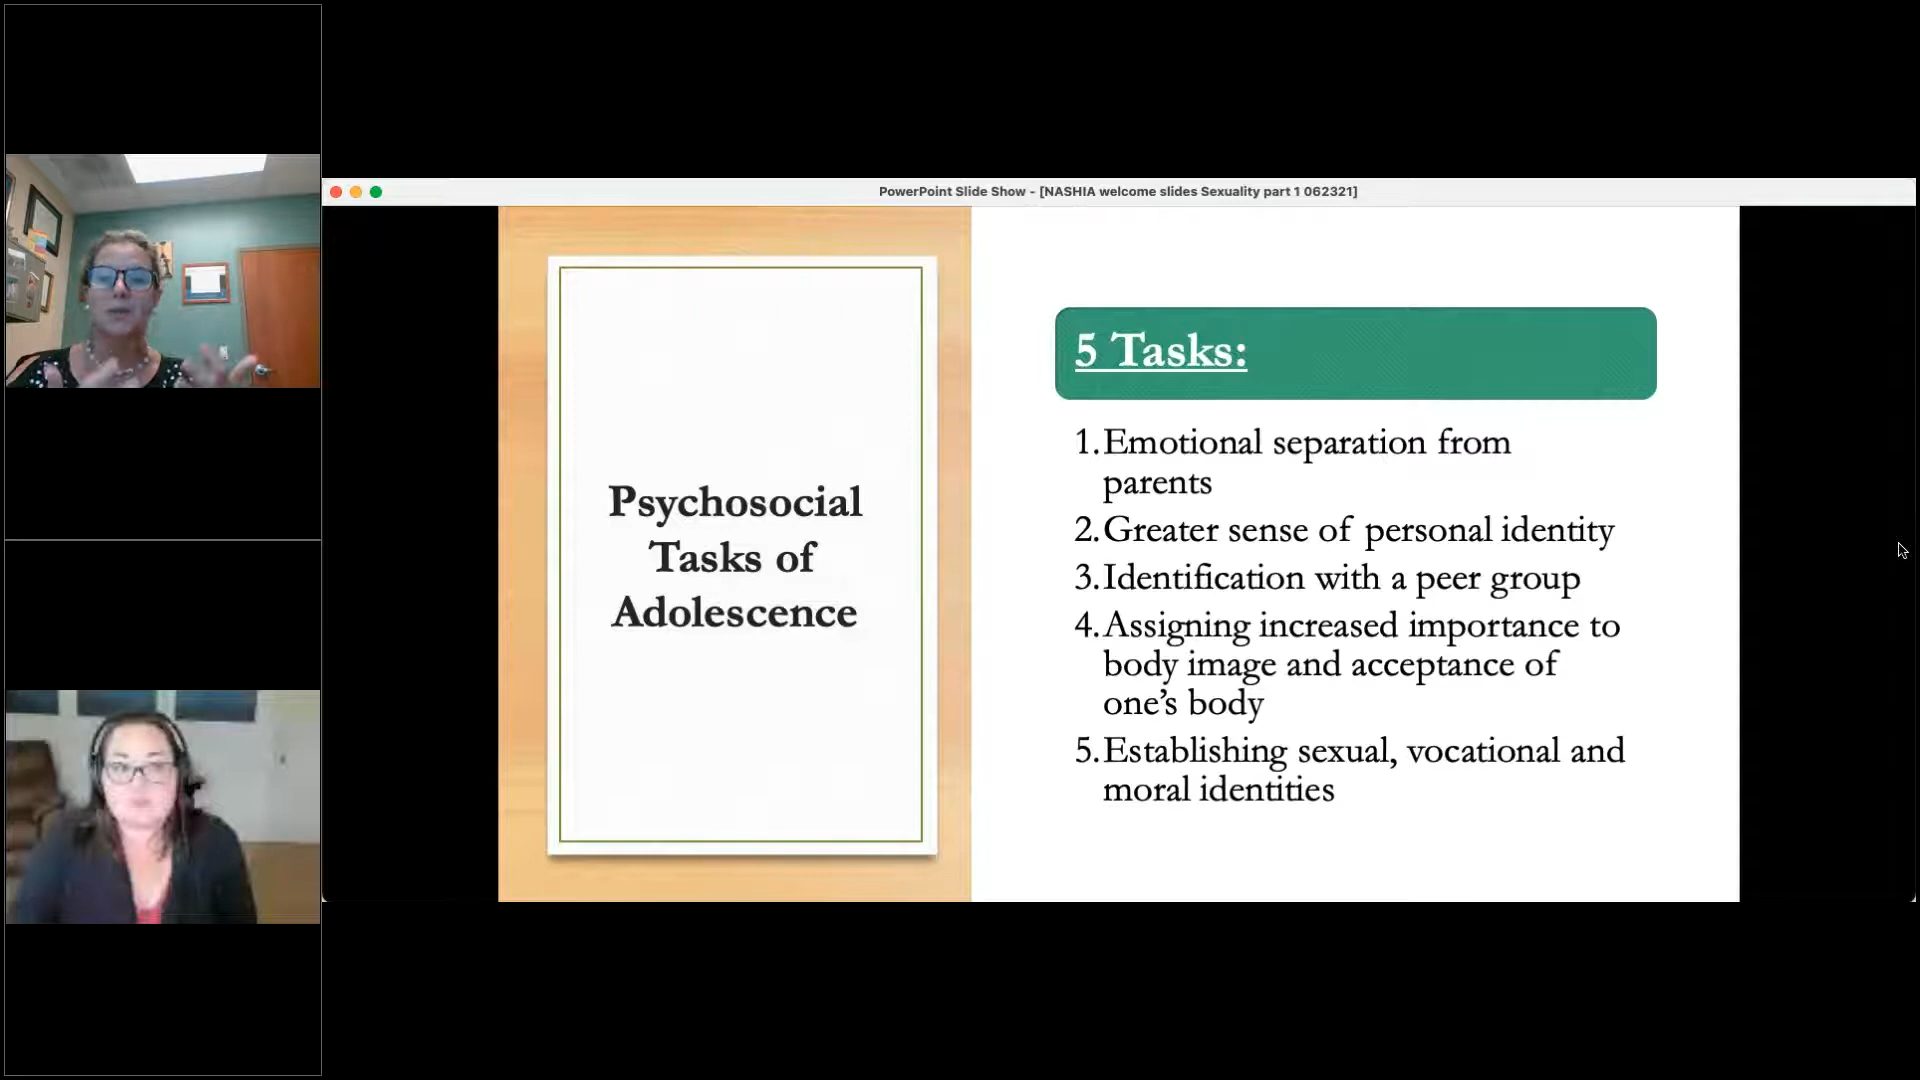 PowerPoint Slide Show - [NASHIA welcome slides Sexuality part 1 062321]
Psychosocial
Tasks of
Adolescence
5 Tasks:
1. Emotional separation from
parents
2. Greater sense of personal identity
3. Identification with a peer group
4. Assigning increased importance to
body image and acceptance of
one’s body
5. Establishing sexual, vocational and
moral identities